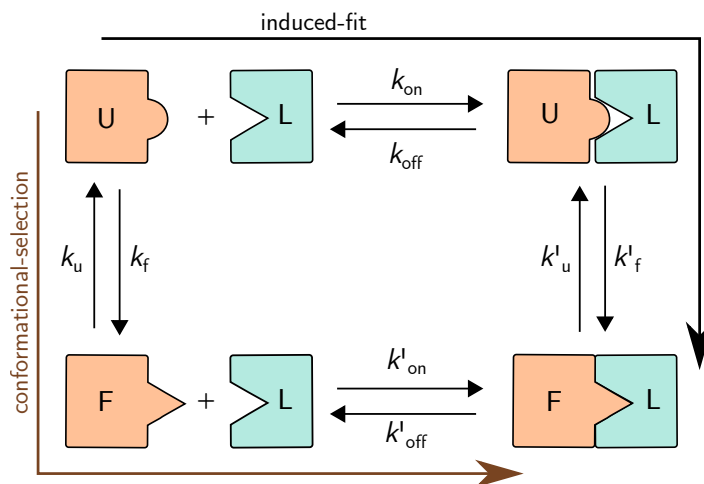 induced-fit
U + L
k_on
k_off
U L
conformational-selection
k_u
k_f
k'_u
k'_f
F + L
k'_on
k'_off
F L